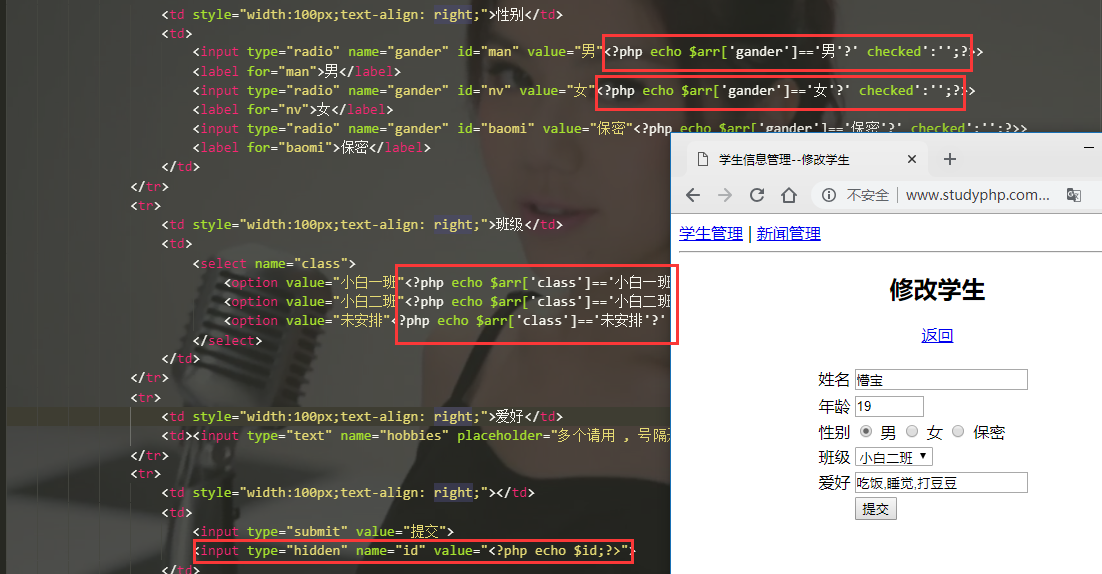 <td style="width:100px;text-align: right;">性别</td>
<td>
<input type="radio" name="gander" id="man" value="男"<?php echo $arr['gander']=='男'?' checked':'';?>>
<label for="man">男</label>
<input type="radio" name="gander" id="nv" value="女"<?php echo $arr['gander']=='女'?' checked':'';?>>
<label for="nv">女</label>
<input type="radio" name="gander" id="baomi" value="保密"<?php echo $arr['gander']=='保密'?' checked':'';?>>
<label for="baomi">保密</label>
</td>
</tr>
<tr>
<td style="width:100px;text-align: right;">班级</td>
<td>
<select name="class">
<option value="小白一班"<?php echo $arr['class']=='小白一班
<option value="小白二班"<?php echo $arr['class']=='小白二班
<option value="未安排"<?php echo $arr['class']=='未安排'?'
</select>
</td>
</tr>
<tr>
<td style="width:100px;text-align: right;">爱好</td>
<td><input type="text" name="hobbies" placeholder="多个请用 , 号隔
</tr>
<tr>
<td style="width:100px;text-align: right;"></td>
<td>
<input type="submit" value="提交">
<input type="hidden" name="id" value="<?php echo $id;?>">
</td>
学生信息管理--修改学生
不安全 | www.studyphp.com...
学生管理 | 新闻管理
修改学生
返回
姓名 懵宝
年龄 19
性别 男 女 保密
班级 小白二班
爱好 吃饭,睡觉,打豆豆
提交